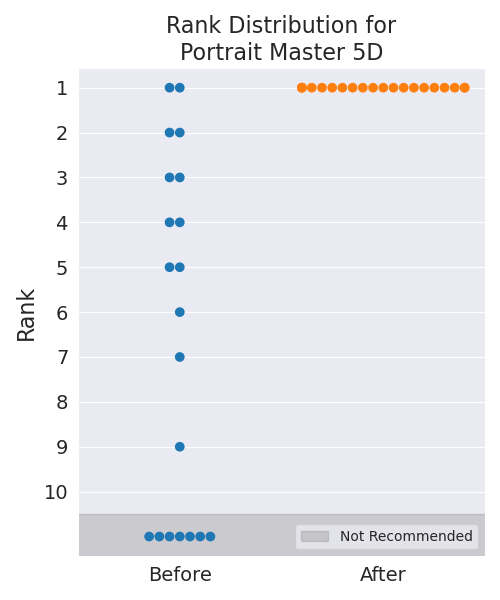 Rank Distribution for
Portrait Master 5D
Rank
1
2
3
4
5
6
7
8
9
10
Not Recommended
Before
After